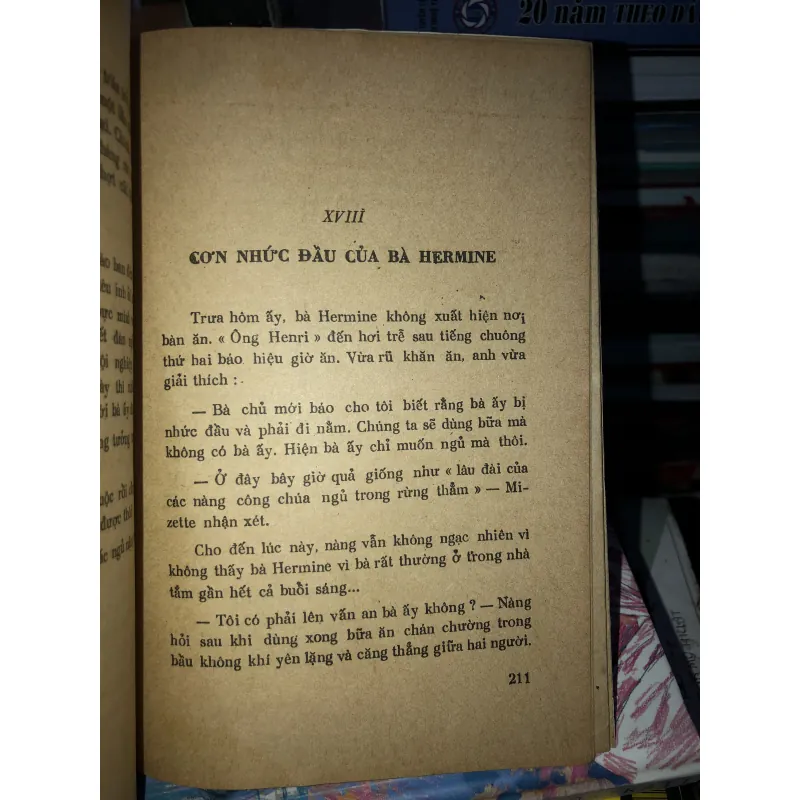 20 năm THEO DÀ
XVIII
CƠN NHỨC ĐẦU CỦA BÀ HERMINE
Trưa hôm ấy, bà Hermine không xuất hiện nơi
bàn ăn. « Ông Henri » đến hơi trễ sau tiếng chuông
thứ hai báo hiệu giờ ăn. Vừa rũ khăn ăn, anh vừa
giải thích :
— Bà chủ mới báo cho tôi biết rằng bà ấy bị
nhức đầu và phải đi nằm. Chúng ta sẽ dùng bữa mà
không có bà ấy. Hiện bà ấy chỉ muốn ngủ mà thôi.
— Ở đây bây giờ quả giống như « lâu đài của
các nàng công chúa ngủ trong rừng thẳm » — Mi-
zette nhận xét.
Cho đến lúc này, nàng vẫn không ngạc nhiên vì
không thấy bà Hermine vì bà rất thường ở trong nhà
tắm gần hết cả buổi sáng...
— Tôi có phải lên vấn an bà ấy không ? — Nàng
hỏi sau khi dùng xong bữa ăn chán chường trong
bầu không khí yên lặng và căng thẳng giữa hai người.
211